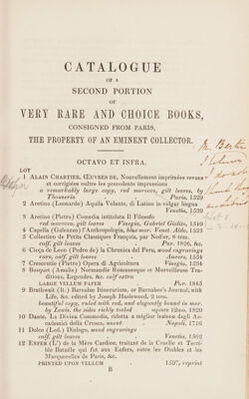 CATALOGUE
OF A
SECOND PORTION
OF
VERY RARE AND CHOICE BOOKS,
CONSIGNED FROM PARIS,
THE PROPERTY OF AN EMINENT COLLECTOR.
OCTAVO ET INFRA.
LOT
1 ALAIN CHARTIER, ŒUVRES DE, Nouvellement imprimées reveues
et corrigées oultre les precedents impressions
a remarkably large copy, red morocco, gilt leaves, by
Thouvenin Paris, 1529
2 Aretino (Leonardo) Aquila Volante, di Latino in vulgar lingua
Venetia, 1539
3 Aretino (Pietro) Comedia intitulata Il Filosofo
red morocco, gilt leaves Vinegia, Gabriel Giolito, 1549
4 Capella (Galeazzo) l'Anthropologia, blue mor. Venet. Aldo, 1533
5 Collection de Petits Classiques François, par Nodier, 8 tom.
calf, gilt leaves Par. 1826, &c.
6 Cieça de Leon (Pedro de) la Chronica del Peru, wood engravings
rare, calf, gilt leaves Anvers, 1554
7 Crescentio (Pietro) Opera di Agricoltura Vinegia, 1534
8 Bosquet (Amalie) Normandie Romanesque et Merveilleuse Tra-
ditions, Legendes, &c. calf extra
LARGE VELLUM PAPER Par. 1845
9 Brathwait (R.) Barnabæ Itinerarium, or Barnabee's Journal, with
Life, &c. edited by Joseph Haslewood, 2 tom.
beautiful copy, ruled with red, and elegantly bound in mor.
by Lewis. the sides richly tooled square 12mo. 1820
10 Dante, La Divina Commedia, ridotta a miglior lezione dagli Ac-
cademici della Crusca, uncut Napoli, 1716
11 Dolce (Lod.) Dialogo, wood engravings
calf, gilt leaves Venetia, 1562
12 ENFER (L') de la Mère Cardine, traitant de la Cruelle et Terri-
ble Bataille qui fut aux Enfers, entre les Diables et les
Marquerelles de Paris, &c.
PRINTED UPON VELLUM 1597, reprint
B